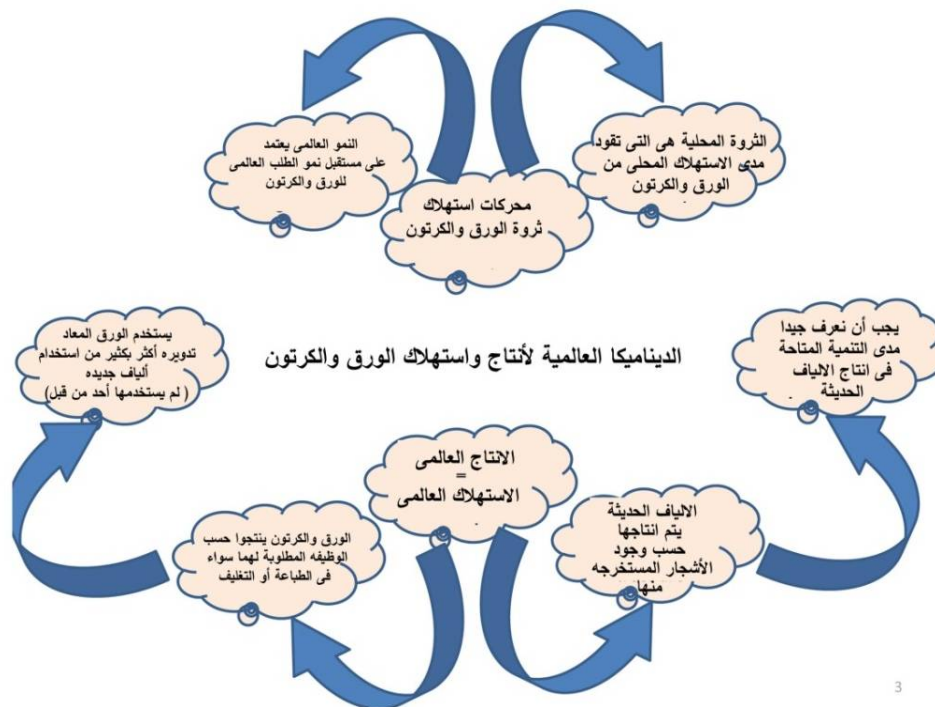 الثروة المحلية هى التى تقود
مدى الاستهلاك المحلى من
الورق والكرتون
النمو العالمى يعتمد
على مستقبل نمو الطلب العالمى
للورق والكرتون
محركات استهلاك
ثروة الورق والكرتون
يجب أن نعرف جيدا
مدى التنمية المتاحة
فى انتاج الالياف
الحديثة
الديناميكا العالمية لأنتاج واستهلاك الورق والكرتون
يستخدم الورق المعاد
تدويره أكثر بكثير من استخدام
ألياف جديده
( لم يستخدمها أحد من قبل)
الانتاج العالمى
=
الاستهلاك العالمى
الالياف الحديثة
يتم انتاجها
حسب وجود
الأشجار المستخرجه
منها
الورق والكرتون ينتجوا حسب
الوظيفه المطلوبة لهما سواء
فى الطباعة أو التغليف
3